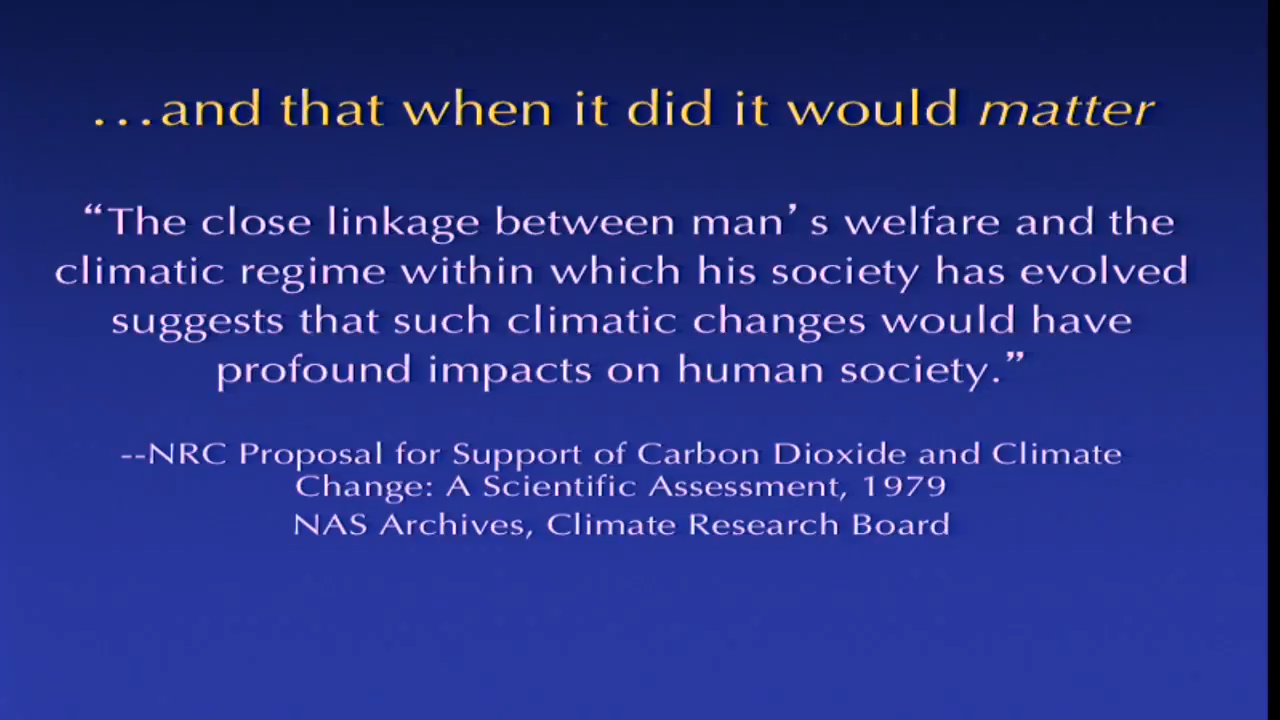 …and that when it did it would matter
“The close linkage between man’s welfare and the
climatic regime within which his society has evolved
suggests that such climatic changes would have
profound impacts on human society.”
--NRC Proposal for Support of Carbon Dioxide and Climate
Change: A Scientific Assessment, 1979
NAS Archives, Climate Research Board